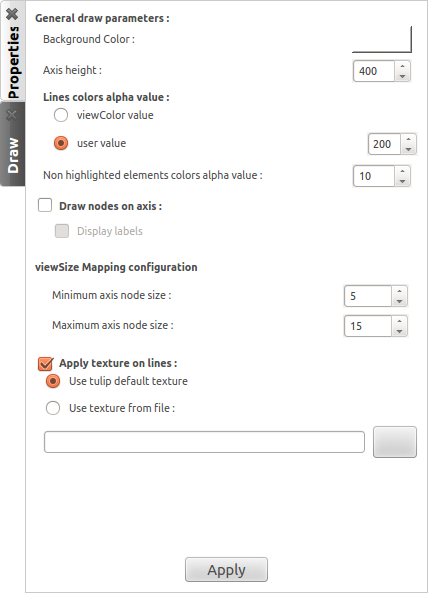 Properties
Draw
General draw parameters :
Background Color :
Axis height :
400
Lines colors alpha value :
viewColor value
user value
200
Non highlighted elements colors alpha value :
10
Draw nodes on axis :
Display labels
viewSize Mapping configuration
Minimum axis node size :
5
Maximum axis node size :
15
Apply texture on lines :
Use tulip default texture
Use texture from file :
Apply